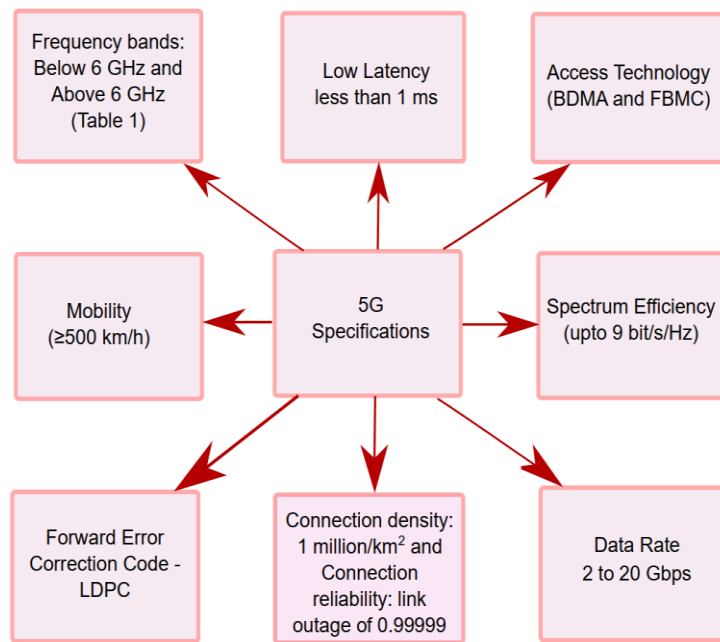 Frequency bands:
Below 6 GHz and
Above 6 GHz
(Table 1)
Low Latency
less than 1 ms
Access Technology
(BDMA and FBMC)
Mobility
(≥500 km/h)
5G
Specifications
Spectrum Efficiency
(upto 9 bit/s/Hz)
Forward Error
Correction Code -
LDPC
Connection density:
1 million/km² and
Connection
reliability: link
outage of 0.99999
Data Rate
2 to 20 Gbps